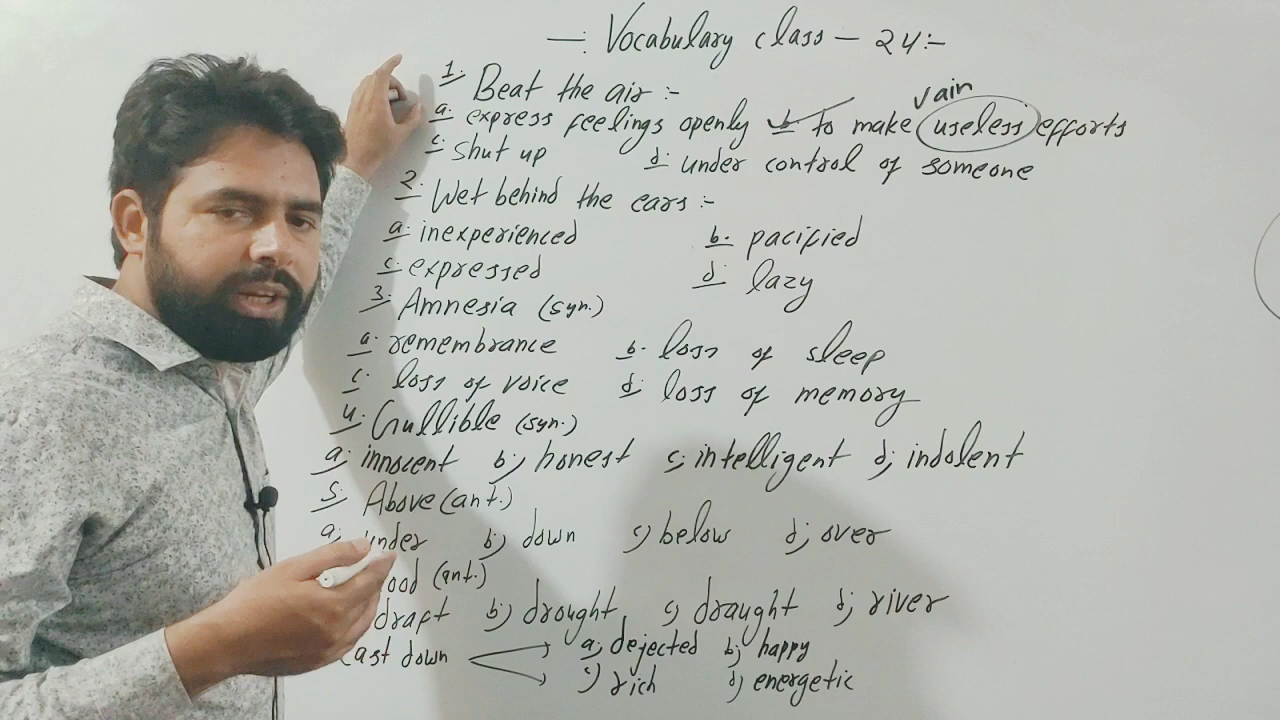 —: Vocabulary class – 24:–
1. Beat the air :-
vain
a. express feelings openly b. to make useless efforts
c. shut up d. under control of someone
2. Wet behind the ears :-
a. inexperienced b. pacified
c. expressed d. lazy
3. Amnesia (syn.)
a. remembrance b. loss of sleep
c. loss of voice d. loss of memory
4. Gullible (syn.)
a; innocent b; honest c; intelligent d; indolent
5. Above (ant.)
a; under b; down c) below d; over
ood (ant.)
draft b) drought c) draught d; river
Cast down a; dejected b) happy
c) rich d) energetic